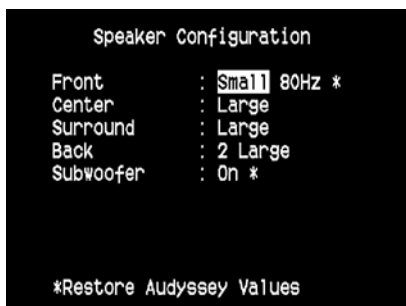 Speaker Configuration
Front : Small 80Hz *
Center : Large
Surround : Large
Back : 2 Large
Subwoofer : On *
*Restore Audyssey Values